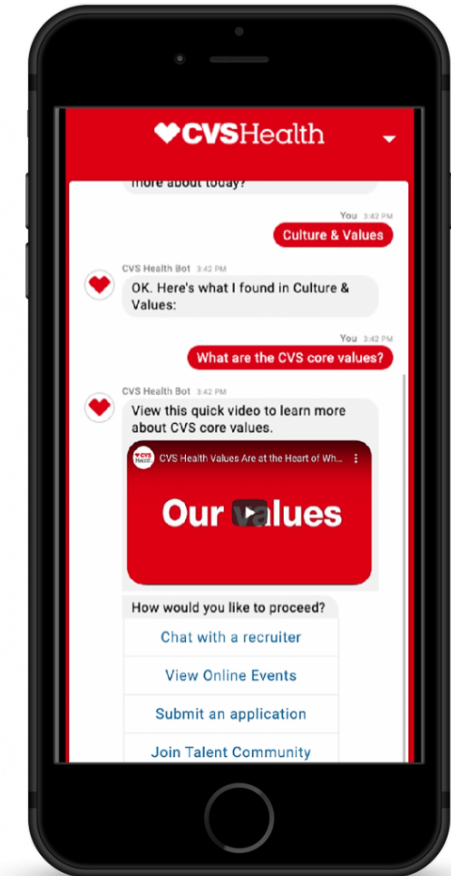 CVSHealth
more about today?
You 3:42 PM
Culture & Values
CVS Health Bot 3:42 PM
OK. Here's what I found in Culture &
Values:
You 3:42 PM
What are the CVS core values?
CVS Health Bot 3:42 PM
View this quick video to learn more
about CVS core values.
CVS Health Values Are at the Heart of Wh...
Our values
How would you like to proceed?
Chat with a recruiter
View Online Events
Submit an application
Join Talent Community